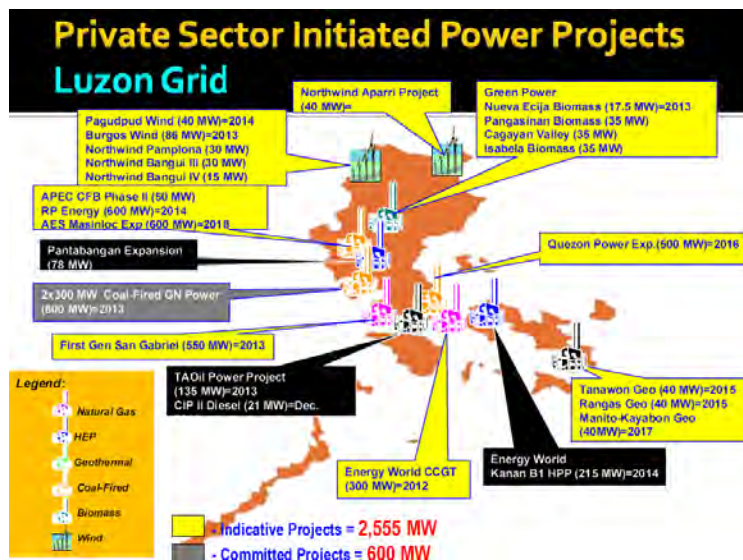 Private Sector Initiated Power Projects
Luzon Grid
Northwind Aparri Project
(40 MW)=
Green Power
Nueva Ecija Biomass (17.5 MW)=2013
Pangasinan Biomass (35 MW)
Cagayan Valley (35 MW)
Isabela Biomass (35 MW)
Pagudpud Wind (40 MW)=2014
Burgos Wind (86 MW)=2013
Northwind Pamplona (30 MW)
Northwind Bangui III (30 MW)
Northwind Bangui IV (15 MW)
APEC CFB Phase II (50 MW)
RP Energy (600 MW)=2014
AES Masinloc Exp (600 MW)=2018
Pantabangan Expansion
(78 MW)
Quezon Power Exp.(500 MW)=2016
2x300 MW Coal-Fired GN Power
(600 MW)=2013
First Gen San Gabriel (550 MW)=2013
TAOil Power Project
(135 MW)=2013
CIP II Diesel (21 MW)=Dec.
Tanawon Geo (40 MW)=2015
Rangas Geo (40 MW)=2015
Manito-Kayabon Geo
(40MW)=2017
Energy World
Kanan B1 HPP (215 MW)=2014
Energy World CCGT
(300 MW)=2012
Legend:
Natural Gas
HEP
Geothermal
Coal-Fired
Biomass
Wind
- Indicative Projects = 2,555 MW
- Committed Projects = 600 MW